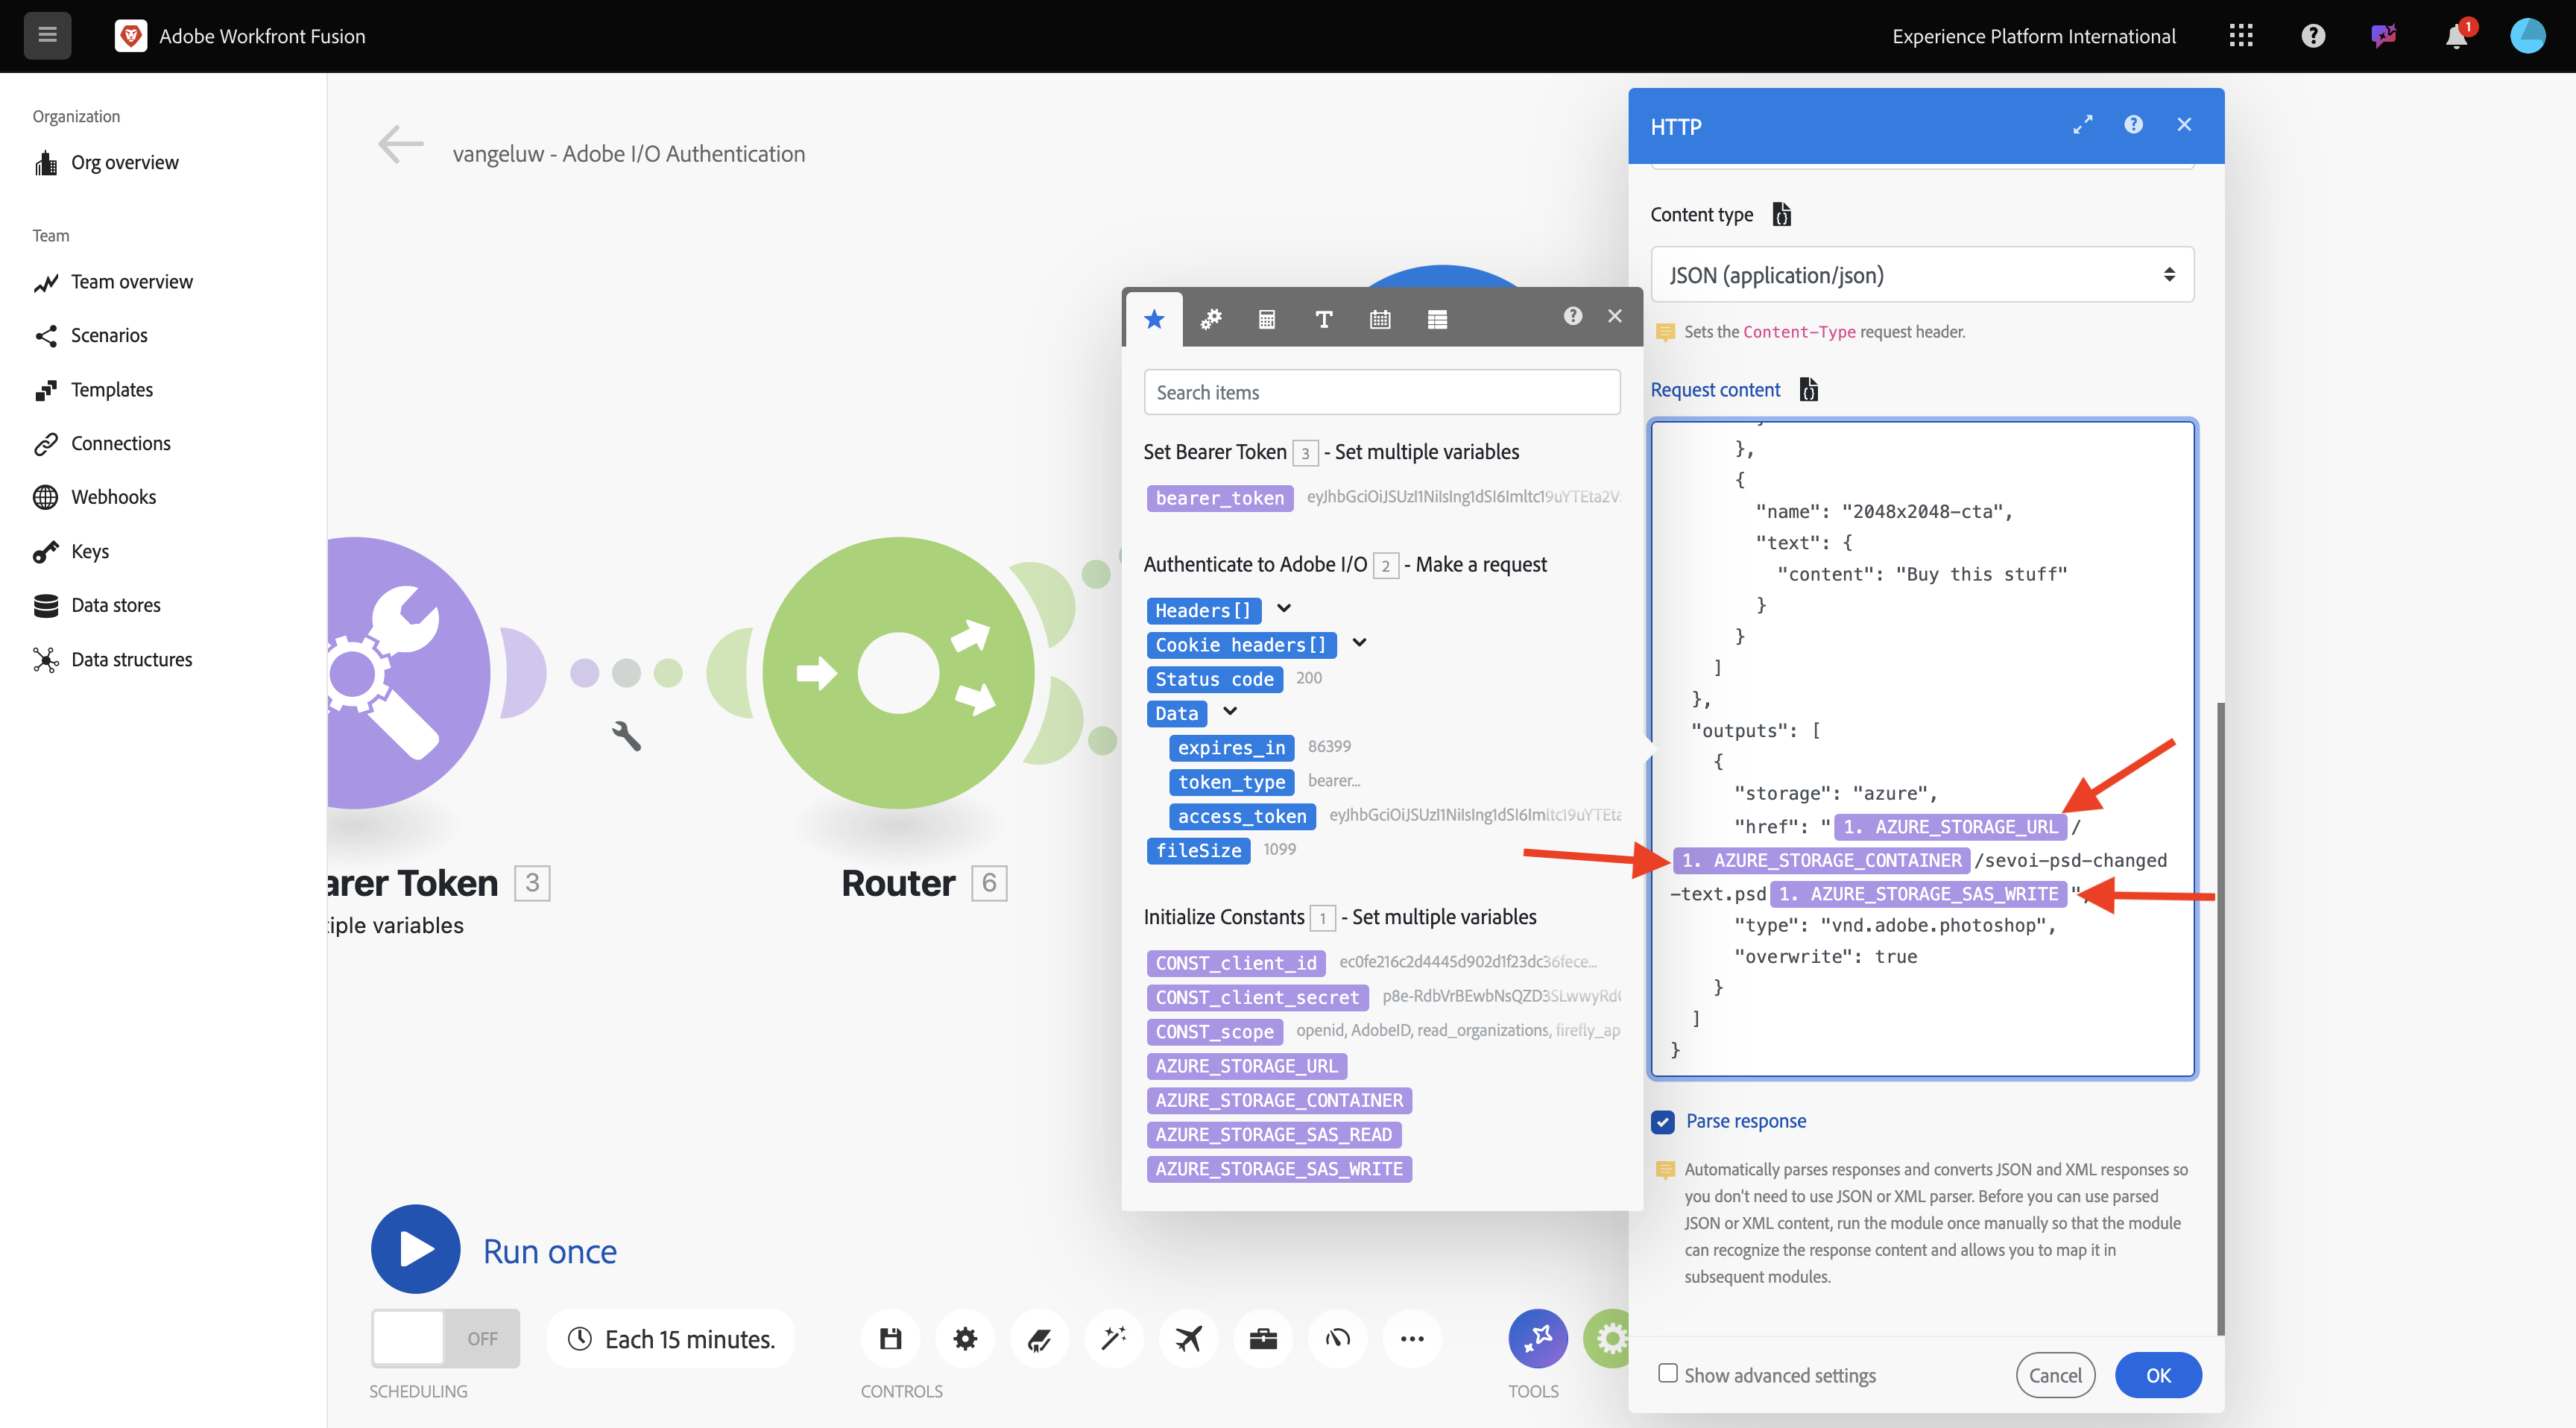 Adobe Workfront Fusion
Experience Platform International
1
Organization
Org overview
Team
Team overview
Scenarios
Templates
Connections
Webhooks
Keys
Data stores
Data structures
vangeluw - Adobe I/O Authentication
arer Token 3
iple variables
Router 6
Run once
OFF
Each 15 minutes.
SCHEDULING
CONTROLS
TOOLS
Search items
Set Bearer Token 3 - Set multiple variables
bearer_token
Authenticate to Adobe I/O 2 - Make a request
Headers[]
Cookie headers[]
Status code 200
Data
expires_in 86399
token_type bearer...
access_token
fileSize 1099
Initialize Constants 1 - Set multiple variables
CONST_client_id
CONST_client_secret
CONST_scope openid, AdobeID, read_organizations, firefly_ap
AZURE_STORAGE_URL
AZURE_STORAGE_CONTAINER
AZURE_STORAGE_SAS_READ
AZURE_STORAGE_SAS_WRITE
HTTP
Content type
JSON (application/json)
Sets the Content-Type request header.
Request content
},
{
"name": "2048x2048-cta",
"text": {
"content": "Buy this stuff"
}
}
]
},
"outputs": [
{
"storage": "azure",
"href": "1. AZURE_STORAGE_URL/
1. AZURE_STORAGE_CONTAINER/sevoi-psd-changed
-text.psd1. AZURE_STORAGE_SAS_WRITE"
"type": "vnd.adobe.photoshop",
"overwrite": true
}
]
}
Parse response
Automatically parses responses and converts JSON and XML responses so
you don't need to use JSON or XML parser. Before you can use parsed
JSON or XML content, run the module once manually so that the module
can recognize the response content and allows you to map it in
subsequent modules.
Show advanced settings
Cancel
OK